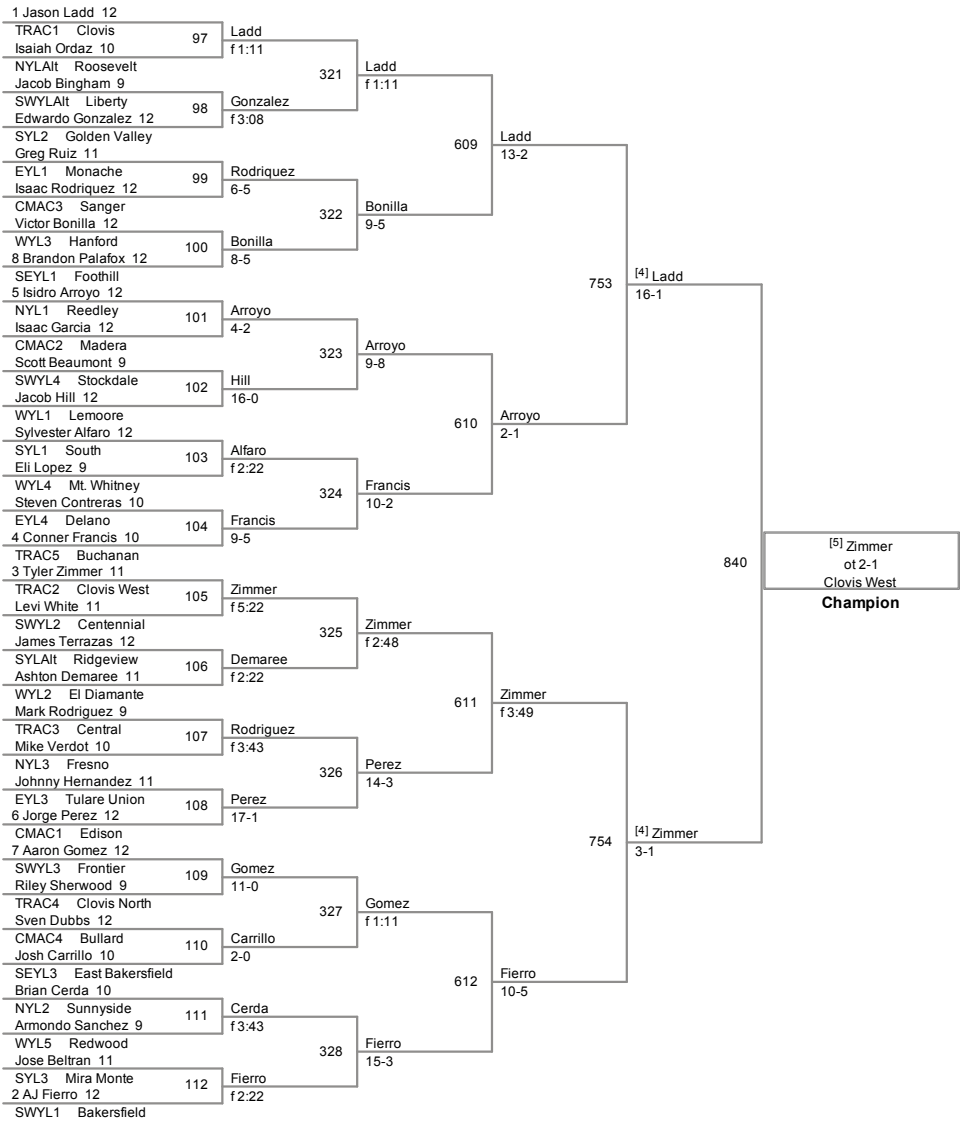 1 Jason Ladd 12
TRAC1 Clovis
Isaiah Ordaz 10
NYLAlt Roosevelt
Jacob Bingham 9
SWYLAlt Liberty
Edwardo Gonzalez 12
SYL2 Golden Valley
Greg Ruiz 11
EYL1 Monache
Isaac Rodriquez 12
CMAC3 Sanger
Victor Bonilla 12
WYL3 Hanford
8 Brandon Palafox 12
SEYL1 Foothill
5 Isidro Arroyo 12
NYL1 Reedley
Isaac Garcia 12
CMAC2 Madera
Scott Beaumont 9
SWYL4 Stockdale
Jacob Hill 12
WYL1 Lemoore
Sylvester Alfaro 12
SYL1 South
Eli Lopez 9
WYL4 Mt. Whitney
Steven Contreras 10
EYL4 Delano
4 Conner Francis 10
TRAC5 Buchanan
3 Tyler Zimmer 11
TRAC2 Clovis West
Levi White 11
SWYL2 Centennial
James Terrazas 12
SYLAlt Ridgeview
Ashton Demaree 11
WYL2 El Diamante
Mark Rodriguez 9
TRAC3 Central
Mike Verdot 10
NYL3 Fresno
Johnny Hernandez 11
EYL3 Tulare Union
6 Jorge Perez 12
CMAC1 Edison
7 Aaron Gomez 12
SWYL3 Frontier
Riley Sherwood 9
TRAC4 Clovis North
Sven Dubbs 12
CMAC4 Bullard
Josh Carrillo 10
SEYL3 East Bakersfield
Brian Cerda 10
NYL2 Sunnyside
Armondo Sanchez 9
WYL5 Redwood
Jose Beltran 11
SYL3 Mira Monte
2 AJ Fierro 12
SWYL1 Bakersfield
97
98
99
100
101
102
103
104
105
106
107
108
109
110
111
112
Ladd
f 1:11
Gonzalez
f 3:08
Rodriquez
6-5
Bonilla
8-5
Arroyo
4-2
Hill
16-0
Alfaro
f 2:22
Francis
9-5
Zimmer
f 5:22
Demaree
f 2:22
Rodriguez
f 3:43
Perez
17-1
Gomez
11-0
Carrillo
2-0
Cerda
f 3:43
Fierro
f 2:22
321
322
323
324
325
326
327
328
Ladd
f 1:11
Bonilla
9-5
Arroyo
9-8
Francis
10-2
Zimmer
f 2:48
Perez
14-3
Gomez
f 1:11
Fierro
15-3
609
610
611
612
Ladd
13-2
Arroyo
2-1
Zimmer
f 3:49
Fierro
10-5
753
754
[4] Ladd
16-1
[4] Zimmer
3-1
840
[5] Zimmer
ot 2-1
Clovis West
Champion